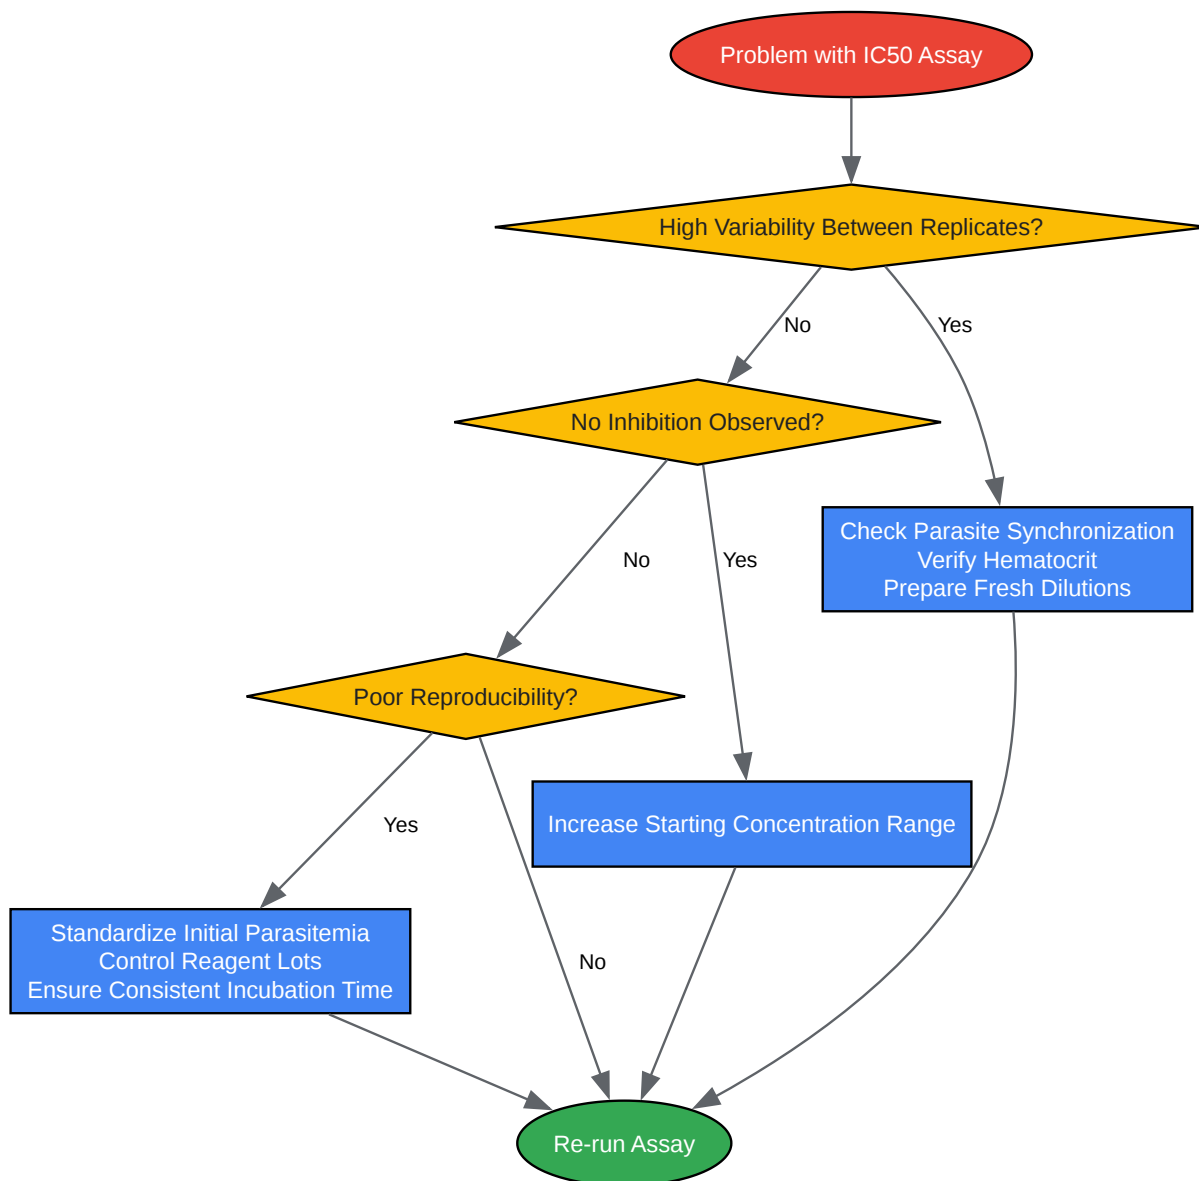 Problem with IC50 Assay
High Variability Between Replicates?
No
Yes
No Inhibition Observed?
Check Parasite Synchronization
Verify Hematocrit
Prepare Fresh Dilutions
No
Yes
Poor Reproducibility?
Increase Starting Concentration Range
Yes
Standardize Initial Parasitemia
Control Reagent Lots
Ensure Consistent Incubation Time
No
Re-run Assay